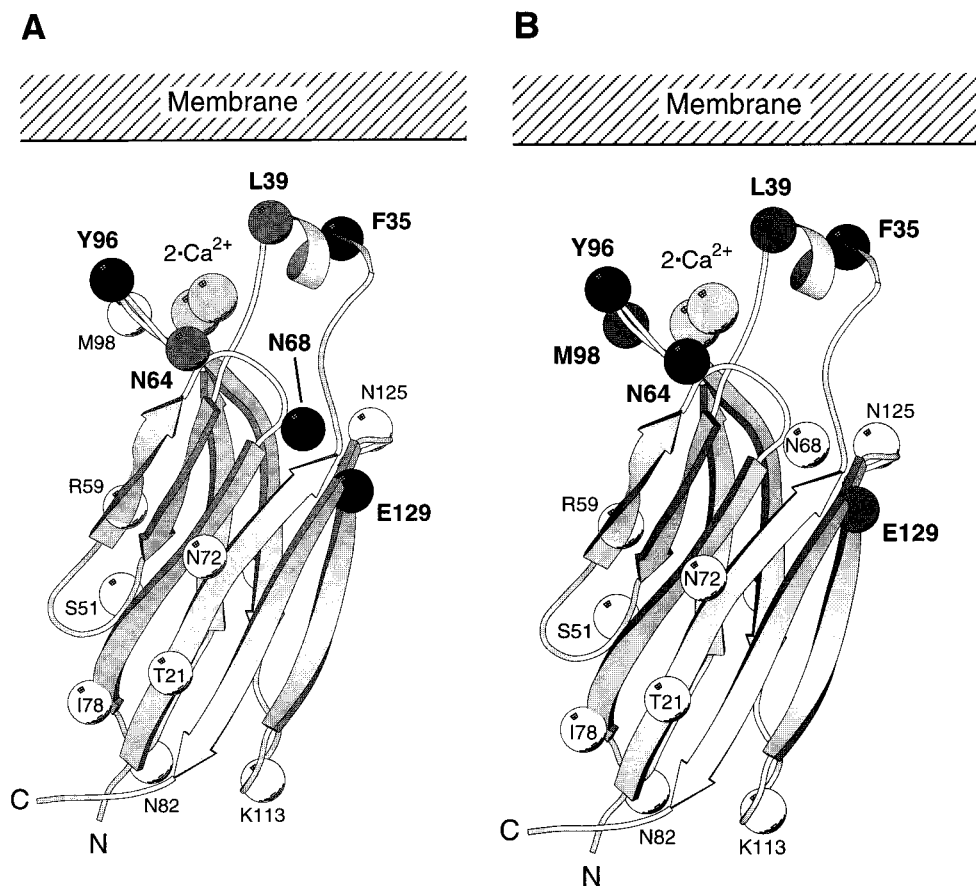 A
Membrane
L39
F35
Y96
2·Ca2+
M98
N68
N64
N125
R59
E129
N72
S51
T21
I78
C
N82
K113
N
B
Membrane
L39
F35
Y96
2·Ca2+
M98
N64
N125
N68
R59
E129
N72
S51
T21
I78
C
N82
K113
N